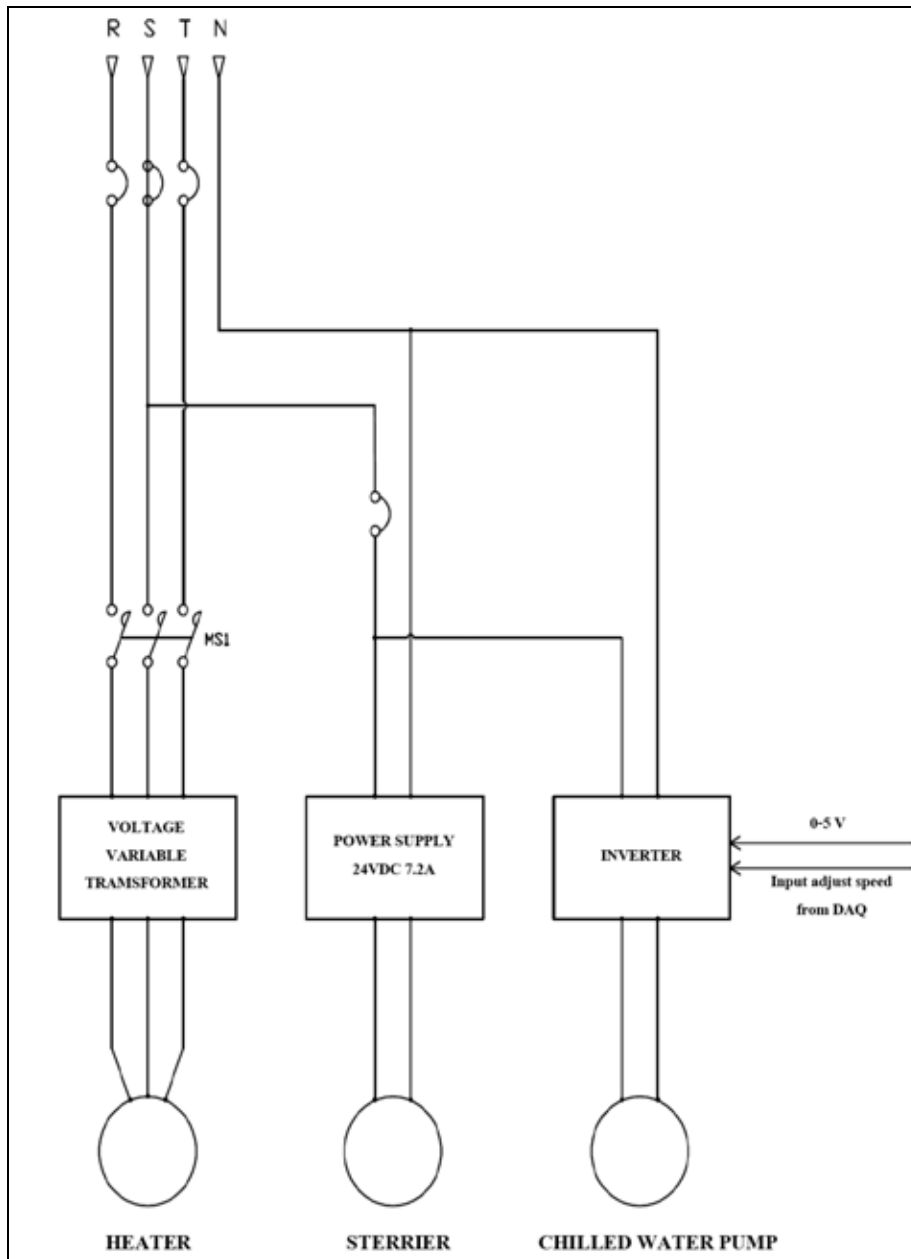 R S T N
MS1
VOLTAGE
VARIABLE
TRAMSFORMER
POWER SUPPLY
24VDC 7.2A
INVERTER
0-5 V
Input adjust speed
from DAQ
HEATER
STERRIER
CHILLED WATER PUMP